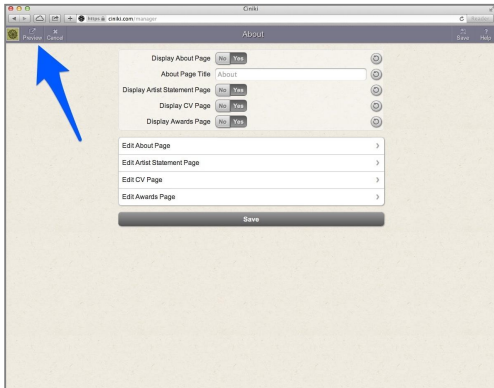 Ciniki
https ciniki.com/manager
Reader
Preview Cancel About Save Help
Display About Page No Yes
About Page Title About
Display Artist Statement Page No Yes
Display CV Page No Yes
Display Awards Page No Yes
Edit About Page
Edit Artist Statement Page
Edit CV Page
Edit Awards Page
Save